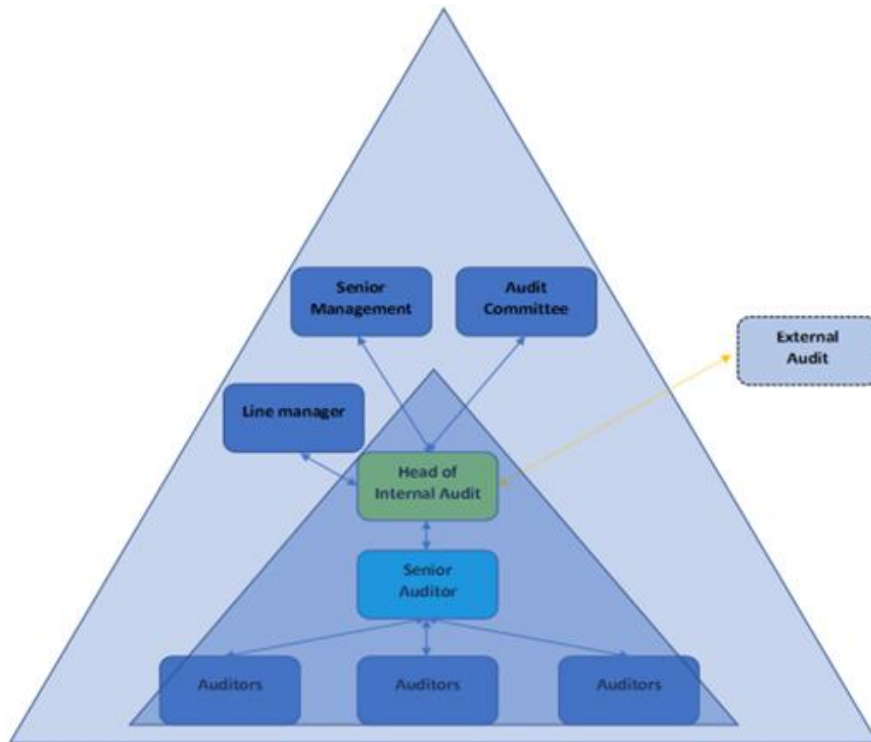 Senior
Management
Audit
Committee
External
Audit
Line manager
Head of
Internal Audit
Senior
Auditor
Auditors
Auditors
Auditors